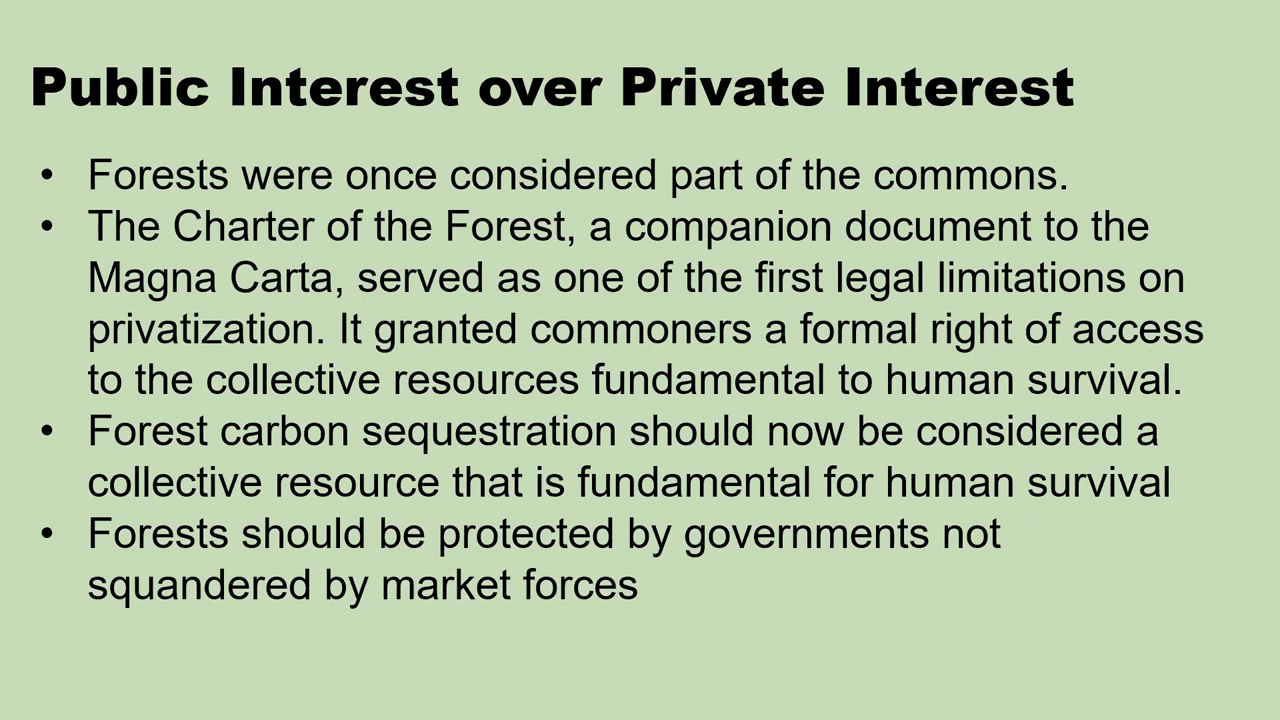 Public Interest over Private Interest
• Forests were once considered part of the commons.
• The Charter of the Forest, a companion document to the
Magna Carta, served as one of the first legal limitations on
privatization. It granted commoners a formal right of access
to the collective resources fundamental to human survival.
• Forest carbon sequestration should now be considered a
collective resource that is fundamental for human survival
• Forests should be protected by governments not
squandered by market forces